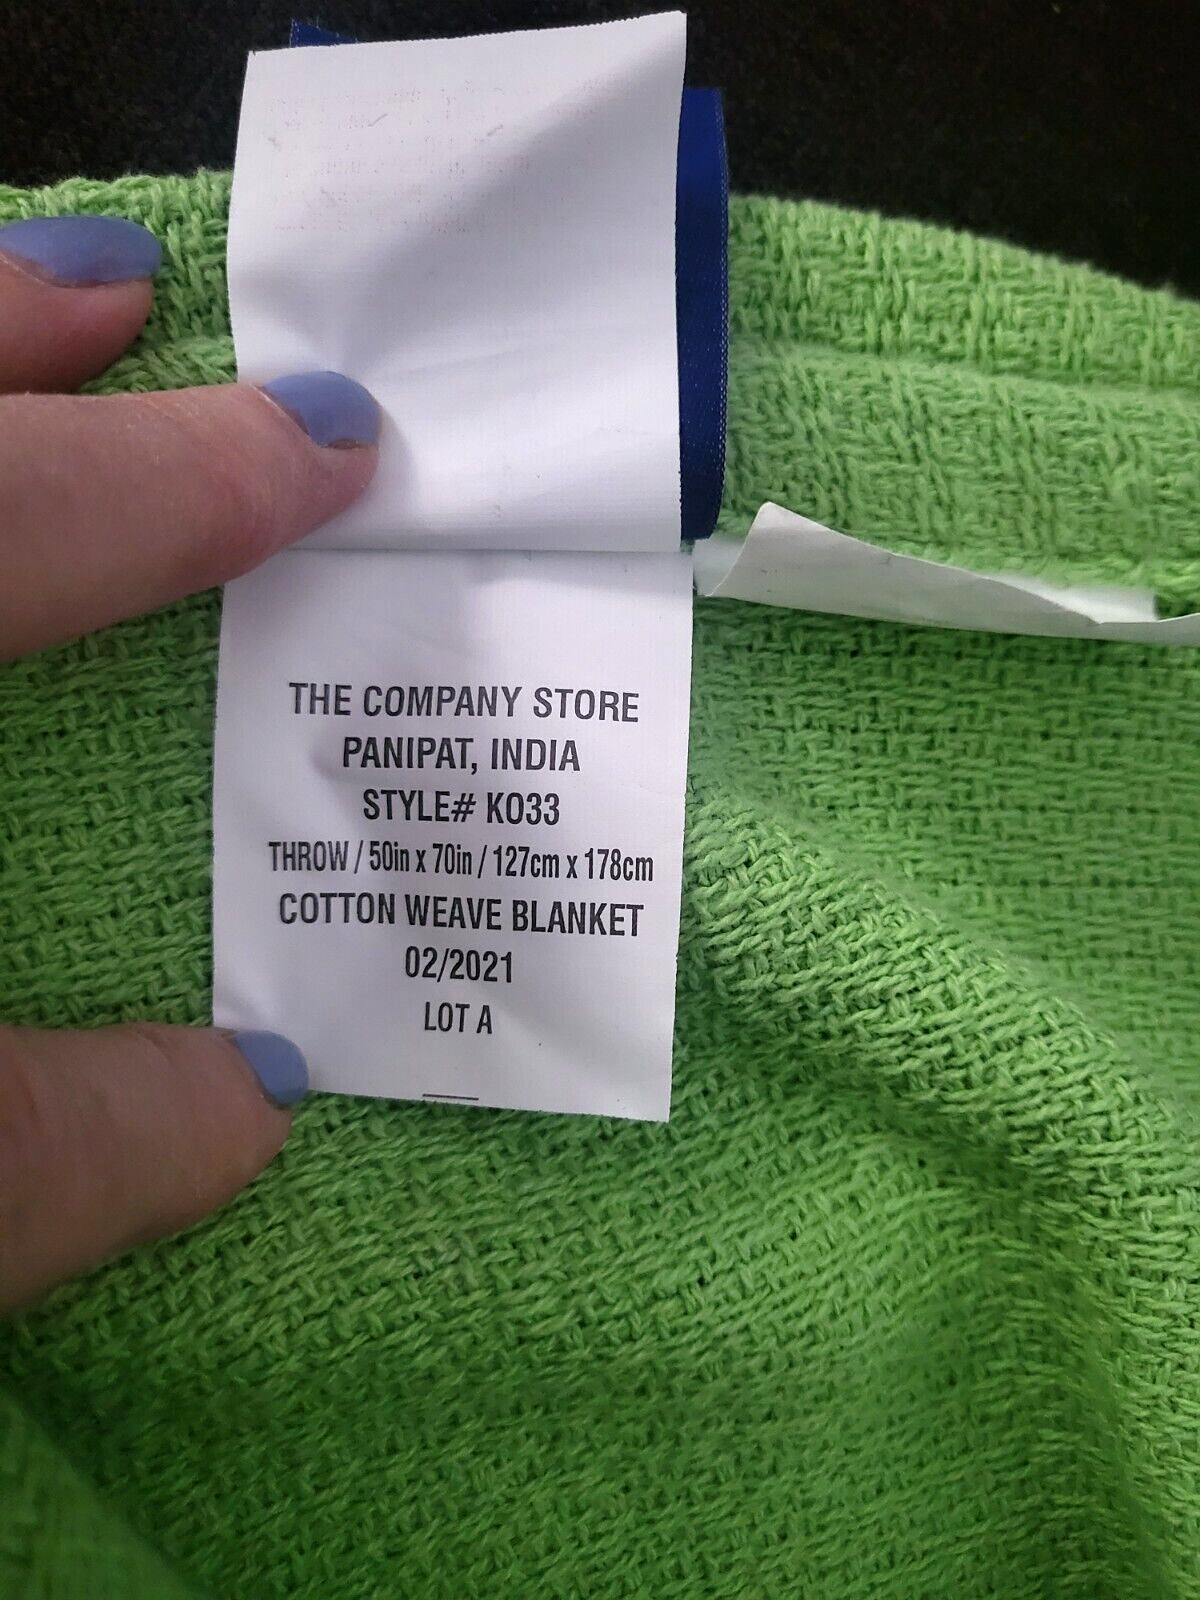 THE COMPANY STORE
PANIPAT, INDIA
STYLE# KO33
THROW / 50in x 70in / 127cm x 178cm
COTTON WEAVE BLANKET
02/2021
LOT A